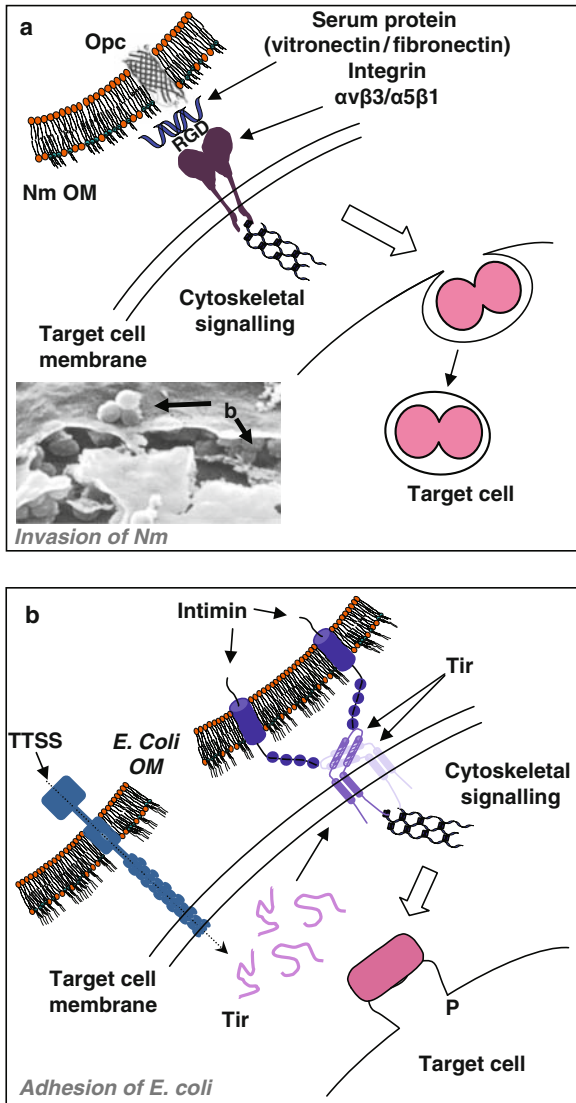 a
Opc
Serum protein
(vitronectin/fibronectin)
Integrin
αvβ3/α5β1
RGD
Nm OM
Cytoskeletal
signalling
Target cell
membrane
b
Target cell
Invasion of Nm
b
Intimin
Tir
TTSS
E. Coli
OM
Cytoskeletal
signalling
Target cell
membrane
Tir
P
Target cell
Adhesion of E. coli